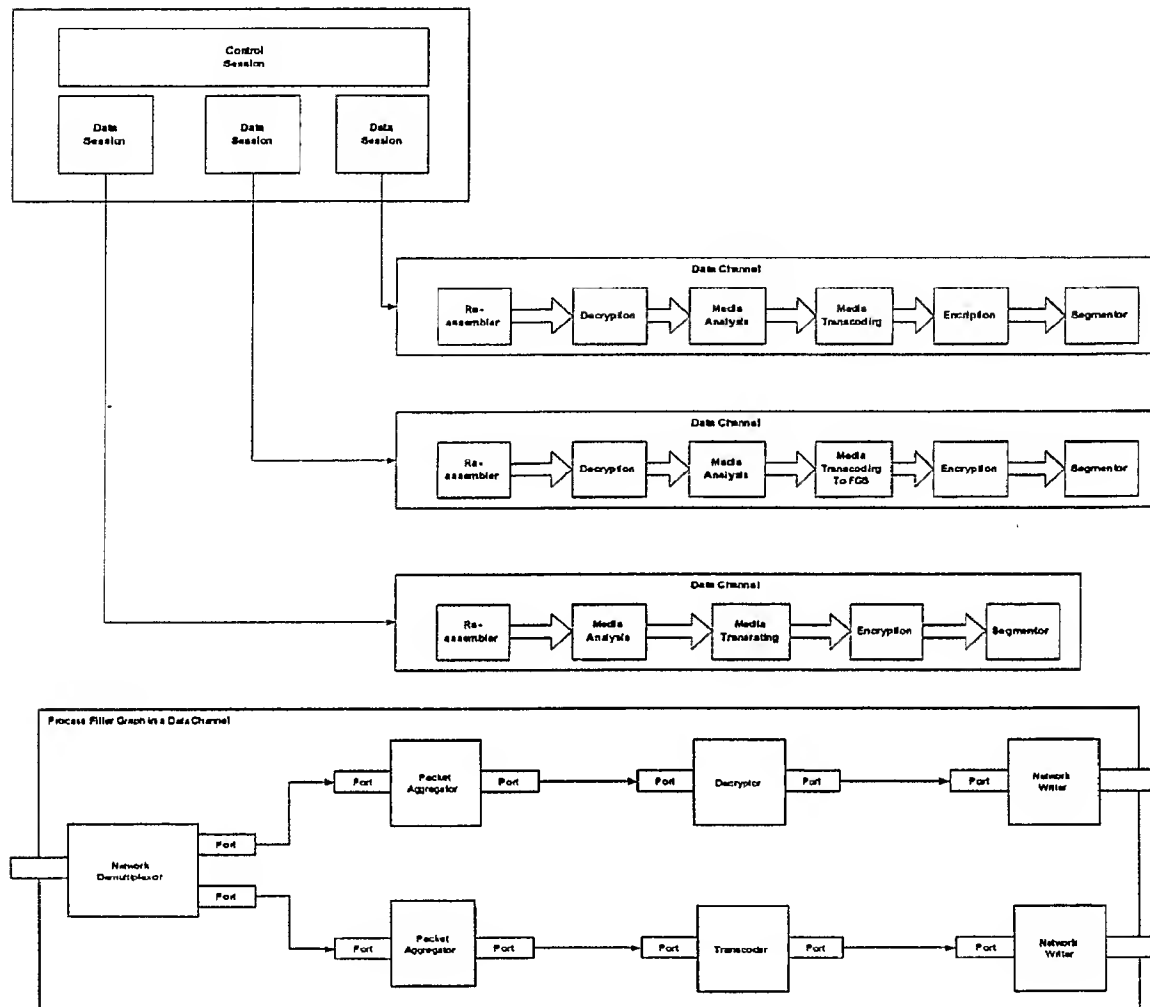 Control
Session
Data
Session
Data
Session
Data
Session
Data Channel
Re-
assembler
Decryption
Media
Analysis
Media
Transcoding
Encription
Segmentor
Data Channel
Re-
assembler
Decryption
Media
Analysis
Media
Transcoding
To FGS
Encryption
Segmentor
Data Channel
Re-
assembler
Media
Analysis
Media
Transrating
Encryption
Segmentor
Process Filter Graph in a Data Channel
Port
Packet
Aggregator
Port
Port
Decryptor
Port
Port
Network
Writer
Network
Demultiplexor
Port
Port
Port
Packet
Aggregator
Port
Port
Transcoder
Port
Port
Network
Writer